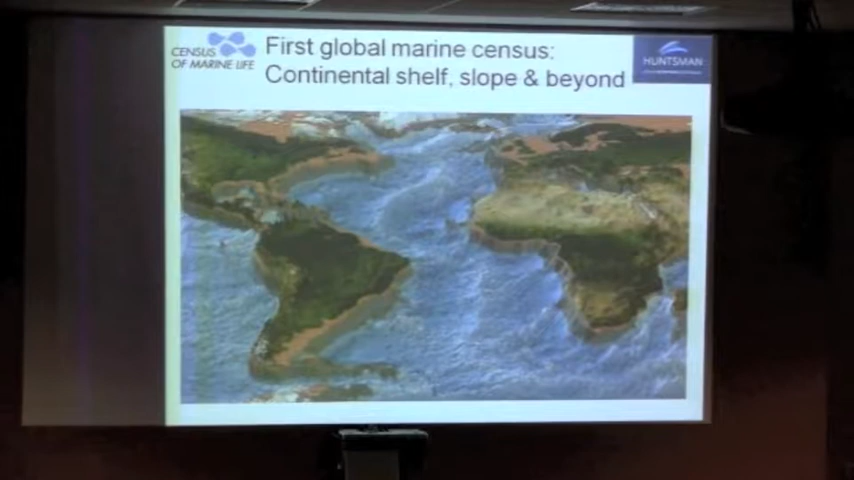 CENSUS
OF MARINE LIFE
First global marine census:
Continental shelf, slope & beyond
HUNTSMAN